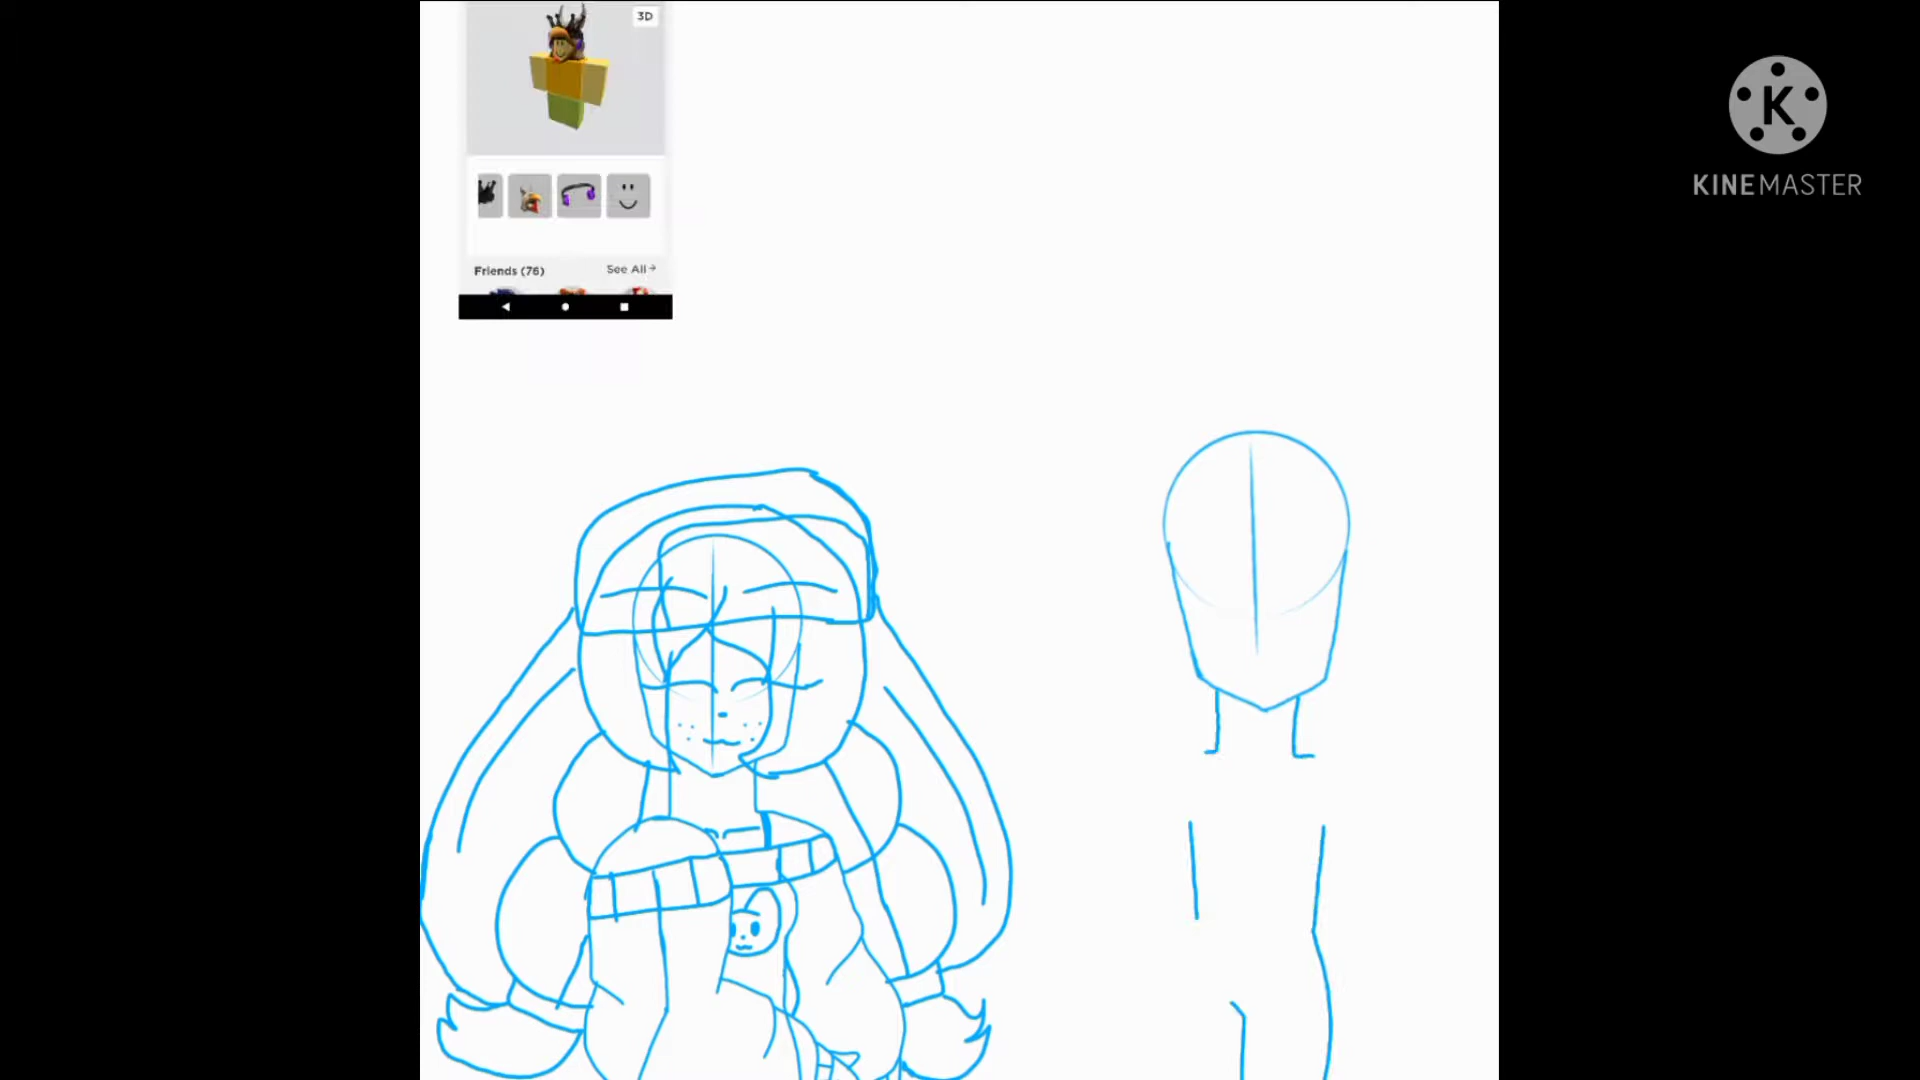 3D
Friends (76)
See All→
K
KINEMASTER